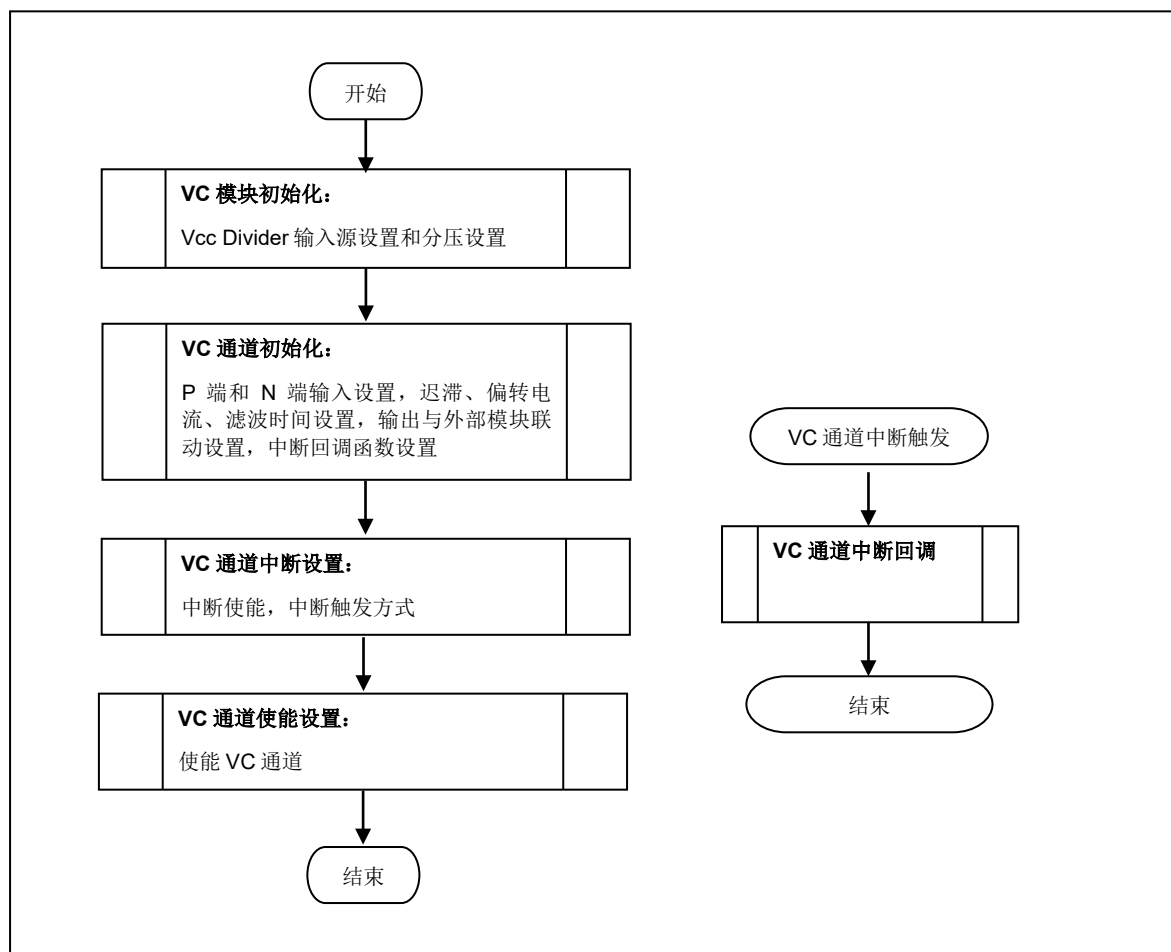 开始
VC 模块初始化：
Vcc Divider 输入源设置和分压设置
VC 通道初始化：
P 端和 N 端输入设置，迟滞、偏转电
流、滤波时间设置，输出与外部模块联
动设置，中断回调函数设置
VC 通道中断设置：
中断使能，中断触发方式
VC 通道使能设置：
使能 VC 通道
结束
VC 通道中断触发
VC 通道中断回调
结束